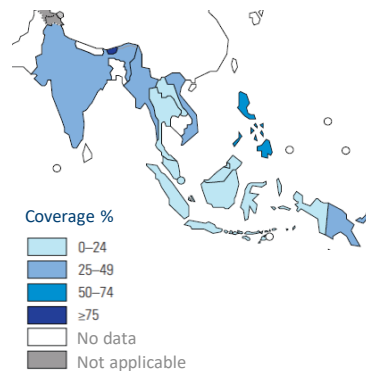 Coverage %
0–24
25–49
50–74
≥75
No data
Not applicable